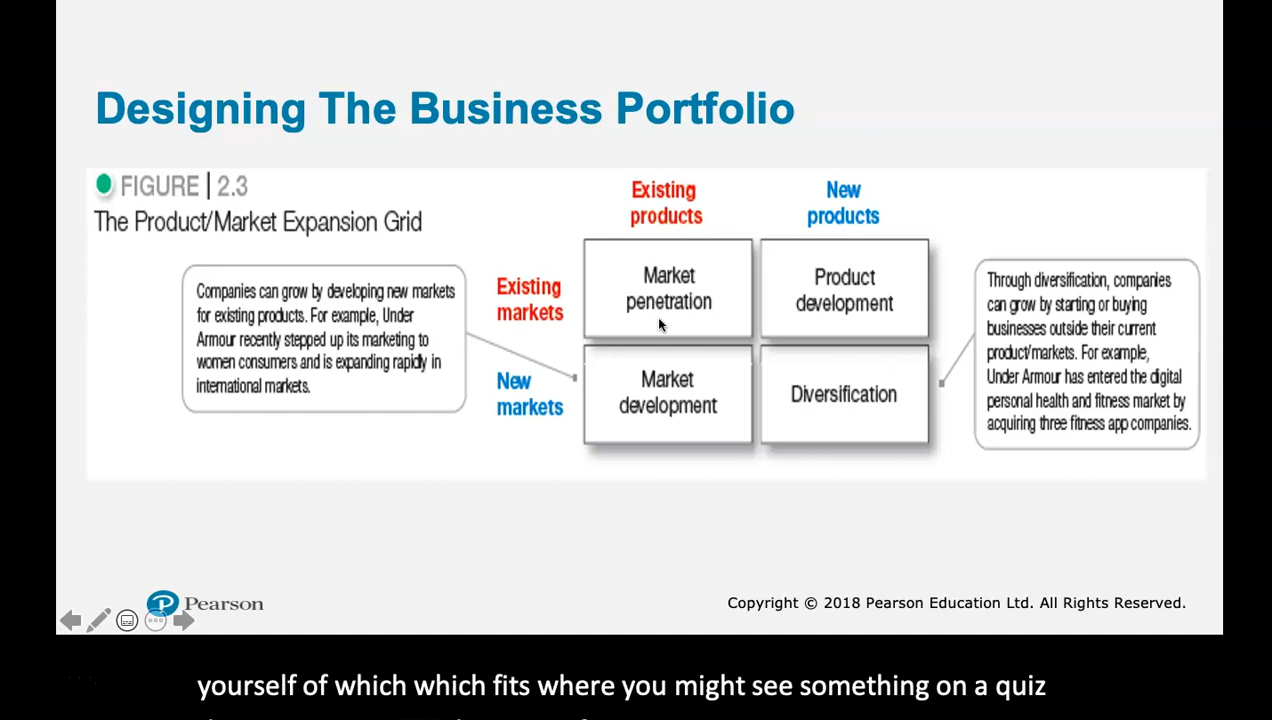 Designing The Business Portfolio
FIGURE | 2.3
The Product/Market Expansion Grid
Existing
products
New
products
Companies can grow by developing new markets
for existing products. For example, Under
Armour recently stepped up its marketing to
women consumers and is expanding rapidly in
international markets.
Existing
markets
Market
penetration
Product
development
New
markets
Market
development
Diversification
Through diversification, companies
can grow by starting or buying
businesses outside their current
product/markets. For example,
Under Armour has entered the digital
personal health and fitness market by
acquiring three fitness app companies.
Pearson
Copyright © 2018 Pearson Education Ltd. All Rights Reserved.
yourself of which which fits where you might see something on a quiz